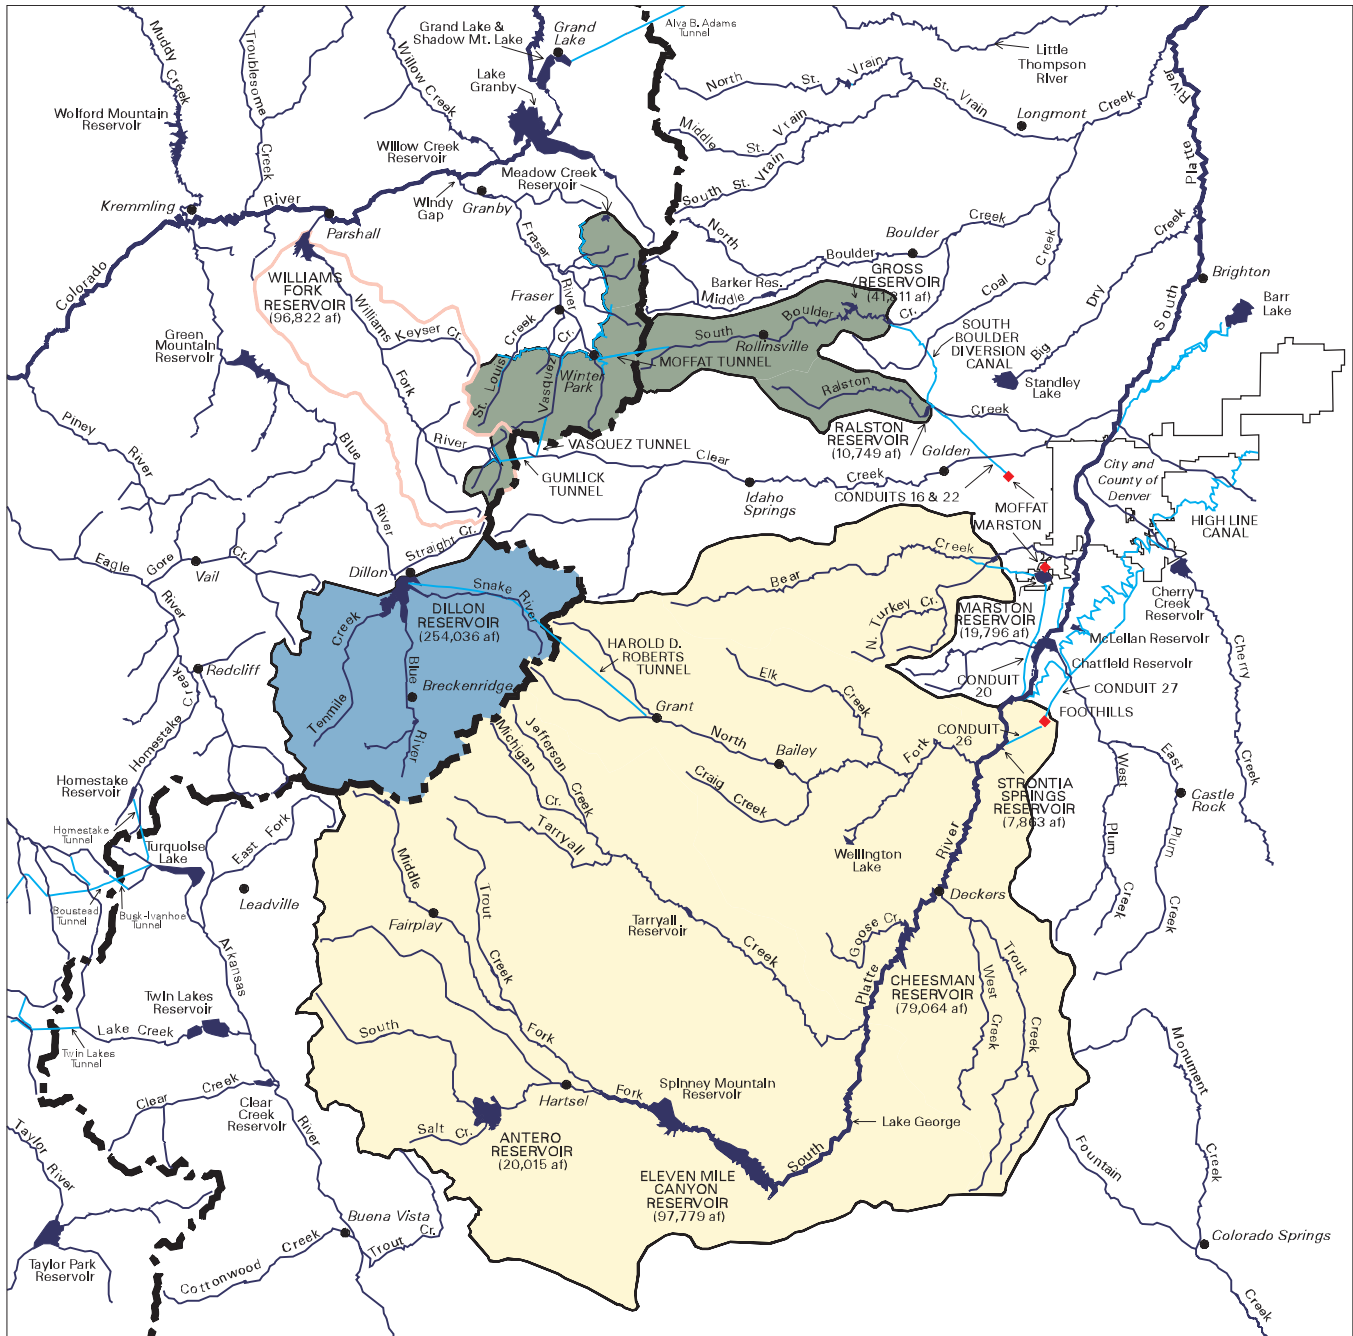 Muddy Creek
Troublesome
Creek
Willow Creek
Grand Lake &
Shadow Mt. Lake
Grand
Lake
Alva B. Adams
Tunnel
Little
Thompson
River
River
Lake
Granby
North
St. Vrain
St. Vrain
Creek
Longmont
Wolford Mountain
Reservoir
Middle
St. Vrain
Platte
Willow Creek
Reservoir
Meadow Creek
Reservoir
South St. Vrain
Windy
Gap
Granby
Kremmling
River
Parshall
Colorado
Fraser
River
North
Boulder
Creek
Boulder
Creek
Creek
Brighton
Barr
Lake
WILLIAMS
FORK
RESERVOIR
(96,822 af)
Barker Res.
Middle
GROSS
RESERVOIR
(41,811 af)
Coal
Dry
Big
South
Fraser
Williams
Fork
Keyser Cr.
Creek
St. Louis
Cr.
Vasquez
Winter
Park
South
Boulder
Cr.
Rollinsville
MOFFAT TUNNEL
SOUTH
BOULDER
DIVERSION
CANAL
Standley
Lake
Green
Mountain
Reservoir
Ralston
Creek
RALSTON
RESERVOIR
(10,749 af)
Piney
River
Blue
River
River
VASQUEZ TUNNEL
GUMLICK
TUNNEL
Clear
Creek
Golden
Idaho
Springs
CONDUITS 16 & 22
MOFFAT
MARSTON
City and
County of
Denver
HIGH LINE
CANAL
Straight Cr.
Eagle
River
Gore
Cr.
Vail
Dillon
Snake
River
DILLON
RESERVOIR
(254,036 af)
Bear
Creek
N. Turkey Cr.
MARSTON
RESERVOIR
(19,796 af)
Cherry
Creek
Reservoir
McLellan Reservoir
Chatfield Reservoir
Cherry
Creek
Tenmile
Creek
Blue
River
Breckenridge
HAROLD D.
ROBERTS
TUNNEL
Redcliff
Homestake
Creek
Elk
Creek
CONDUIT
20
CONDUIT 27
FOOTHILLS
CONDUIT
26
Grant
North
Fork
Bailey
Michigan
Cr.
Jefferson
Creek
Craig
Creek
Homestake
Reservoir
Homestake
Tunnel
STRONTIA
SPRINGS
RESERVOIR
(7,863 af)
West
Plum
Creek
East
Plum
Creek
Castle
Rock
Turquoise
Lake
East Fork
Tarryall
Wellington
Lake
River
Boustead
Tunnel
Busk-Ivanhoe
Tunnel
Leadville
Middle
Trout
Creek
Fairplay
Tarryall
Reservoir
Creek
Goose Cr.
Deckers
Arkansas
Platte
CHEESMAN
RESERVOIR
(79,064 af)
Trout
Creek
West
Creek
Twin Lakes
Reservoir
Lake Creek
Twin Lakes
Tunnel
South
Fork
Fork
Hartsel
Spinney Mountain
Reservoir
Lake George
Monument
Creek
Clear
Creek
Clear
Creek
Reservoir
River
Salt
Cr.
ANTERO
RESERVOIR
(20,015 af)
ELEVEN MILE
CANYON
RESERVOIR
(97,779 af)
South
Fountain
Creek
Taylor
River
Buena Vista
Trout
Cr.
Taylor Park
Reservoir
Cottonwood
Creek
Colorado Springs